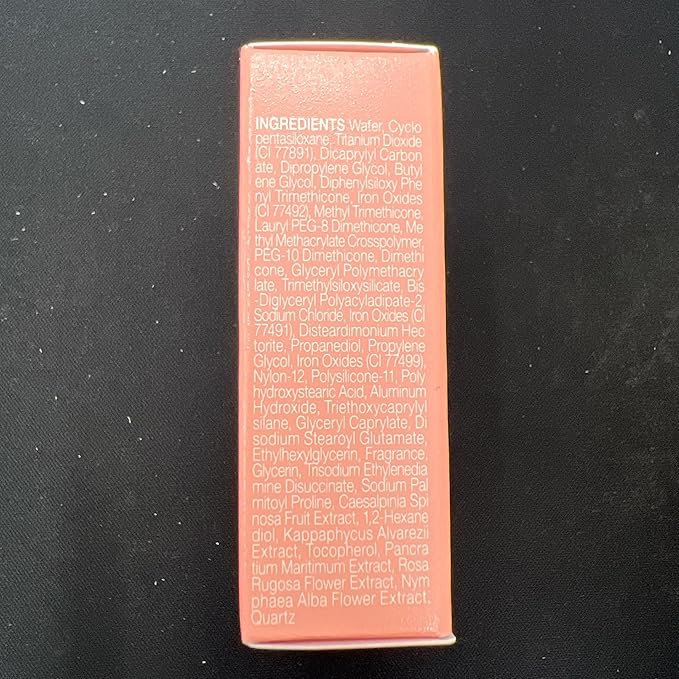 INGREDIENTS Wafer, Cyclo
pentasiloxane, Titanium Dioxide
(CI 77891), Dicaprylyl Carbon
ate, Dipropylene Glycol, Butyl
ene Glycol, Diphenylsiloxy Phe
nyl Trimethicone, Iron Oxides
(CI 77492), Methyl Trimethicone,
Lauryl PEG-8 Dimethicone, Me
thyl Methacrylate Crosspolymer,
PEG-10 Dimethicone, Dimethi
cone, Glyceryl Polymethacry
late, Trimethylsiloxysilicate, Bis
-Diglyceryl Polyacyladipate-2,
Sodium Chloride, Iron Oxides (CI
77491), Disteardimonium Hec
torite, Propanediol, Propylene
Glycol, Iron Oxides (CI 77499),
Nylon-12, Polysilicone-11, Poly
hydroxystearic Acid, Aluminum
Hydroxide, Triethoxycaprylyl
silane, Glyceryl Caprylate, Di
sodium Stearoyl Glutamate,
Ethylhexylglycerin, Fragrance,
Glycerin, Trisodium Ethylenedia
mine Disuccinate, Sodium Pal
mitoyl Proline, Caesalpinia Spi
nosa Fruit Extract, 1,2-Hexane
diol, Kappaphycus Alvarezii
Extract, Tocopherol, Pancra
tium Maritimum Extract, Rosa
Rugosa Flower Extract, Nym
phaea Alba Flower Extract,
Quartz